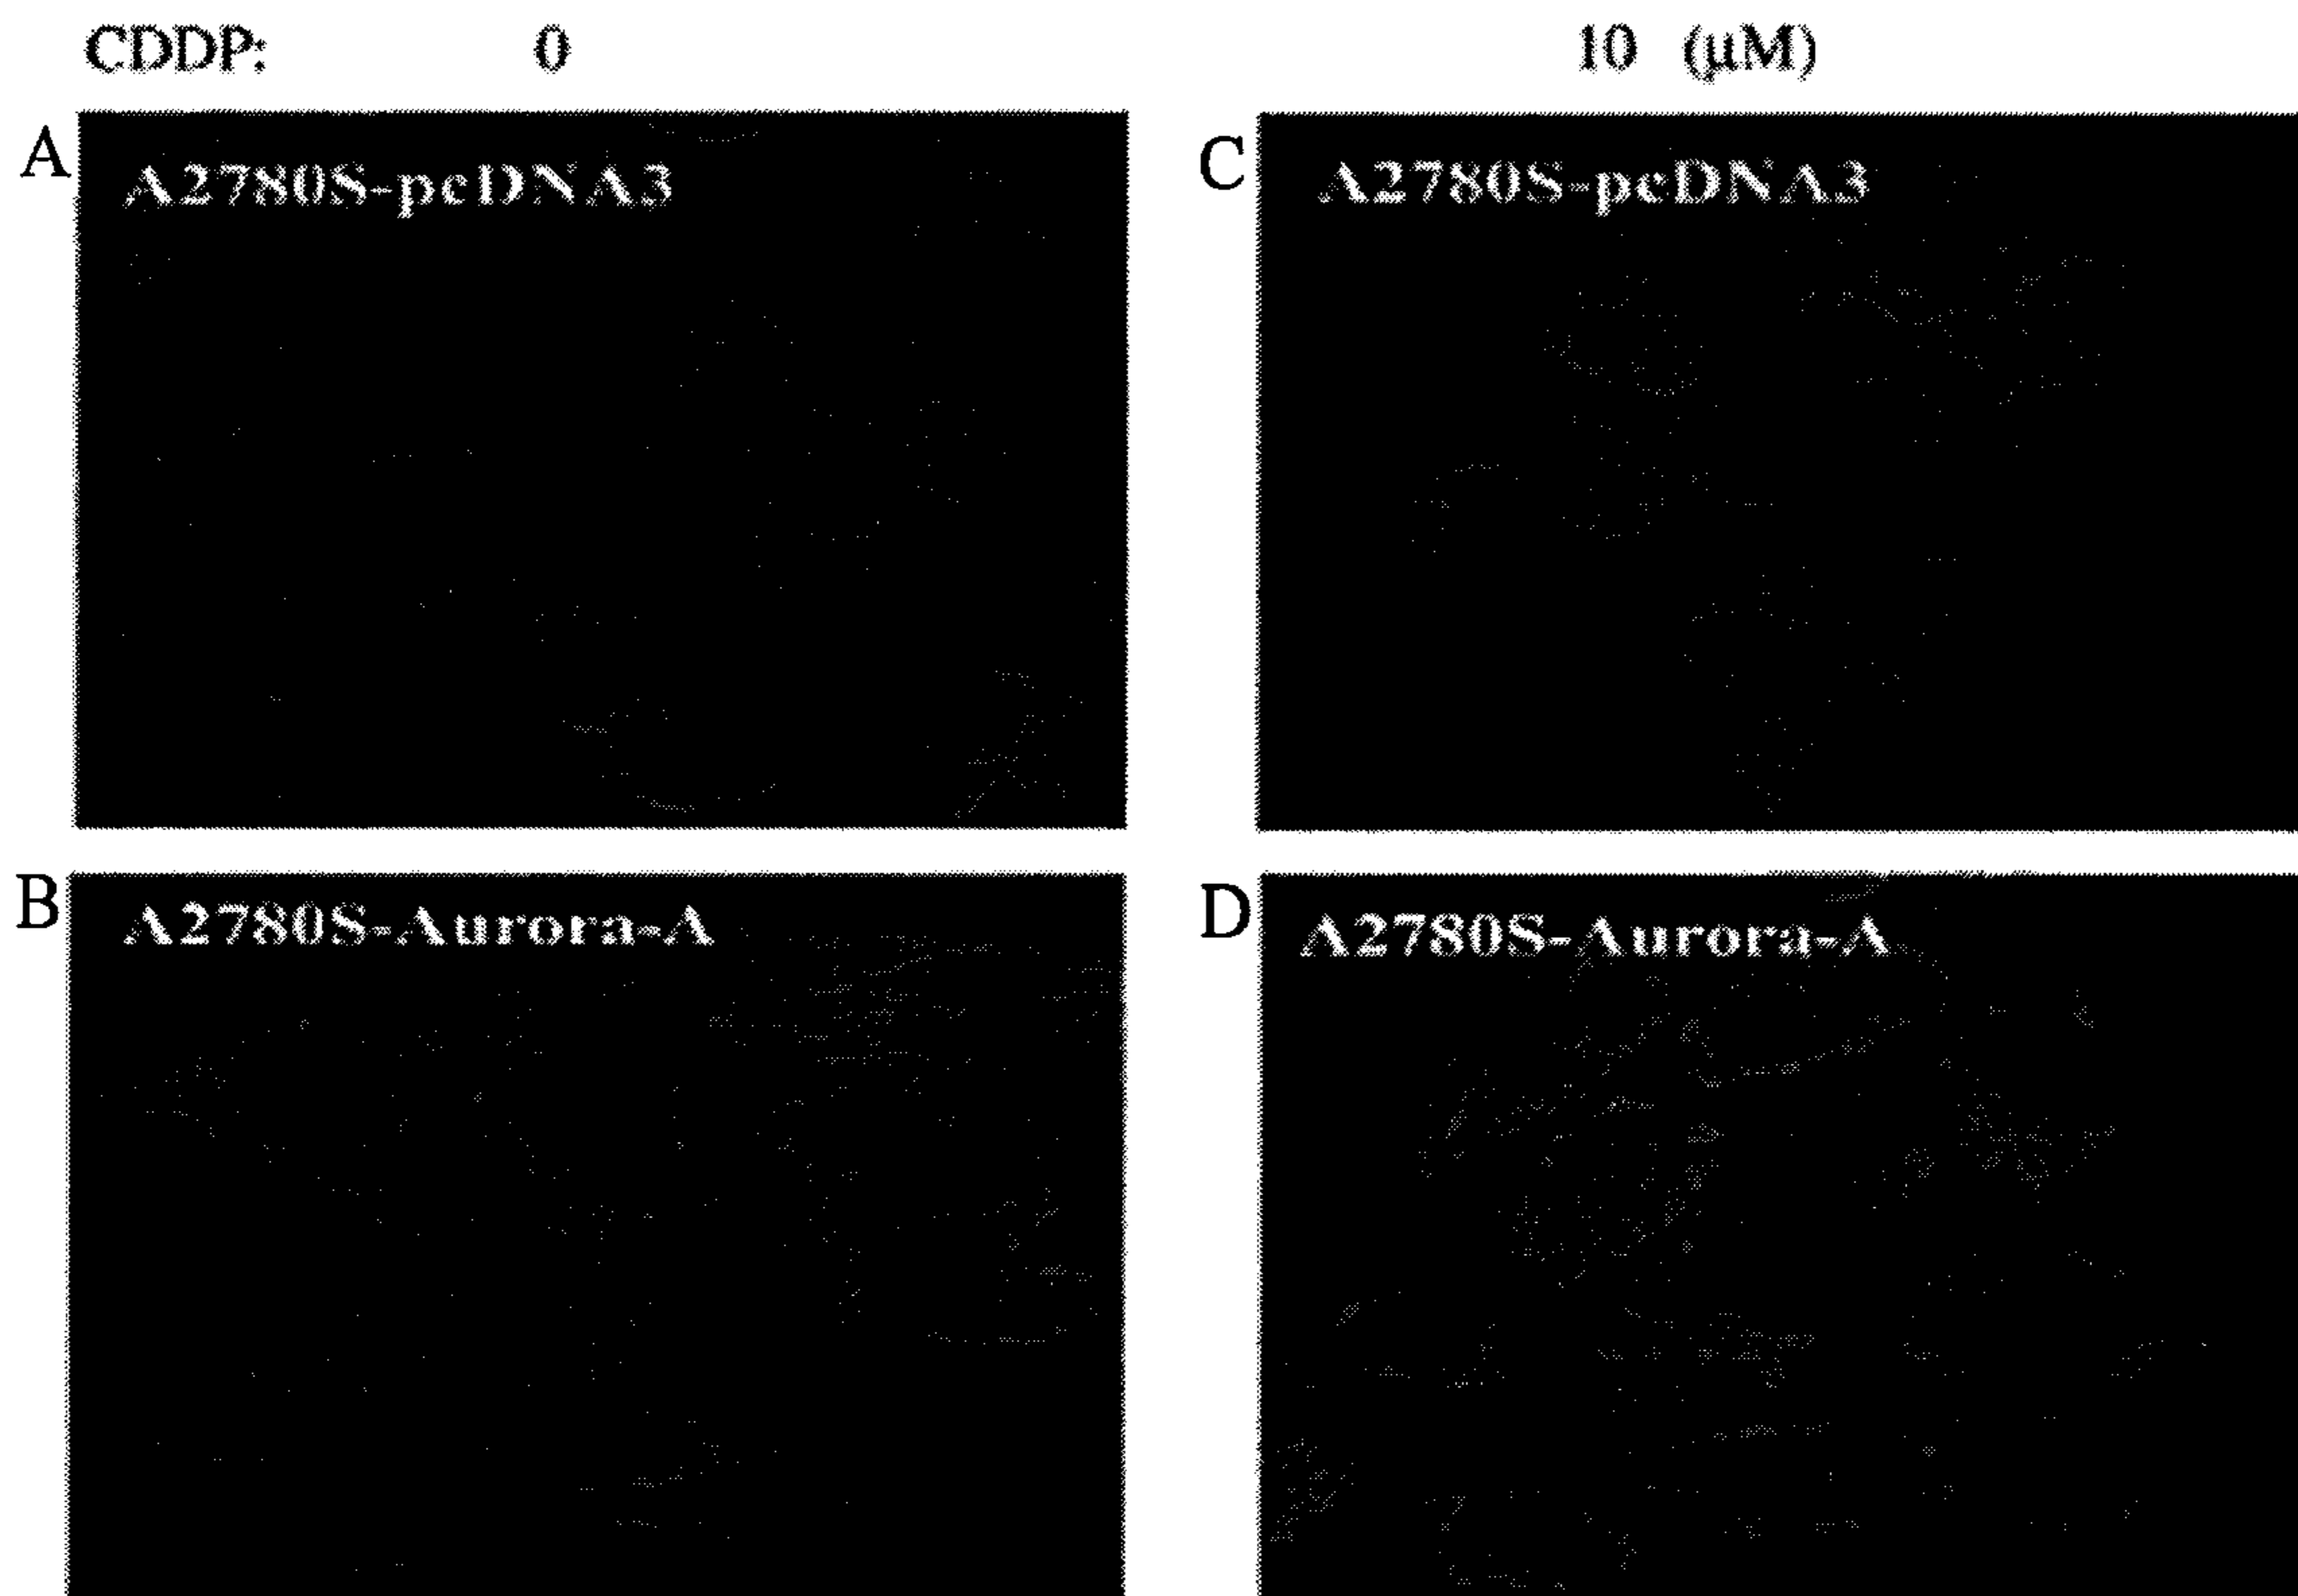 CDDP: 0 10 (µM)
A A2780S-pcDNA3
C A2780S-pcDNA3
B A2780S-Aurora-A
D A2780S-Aurora-A